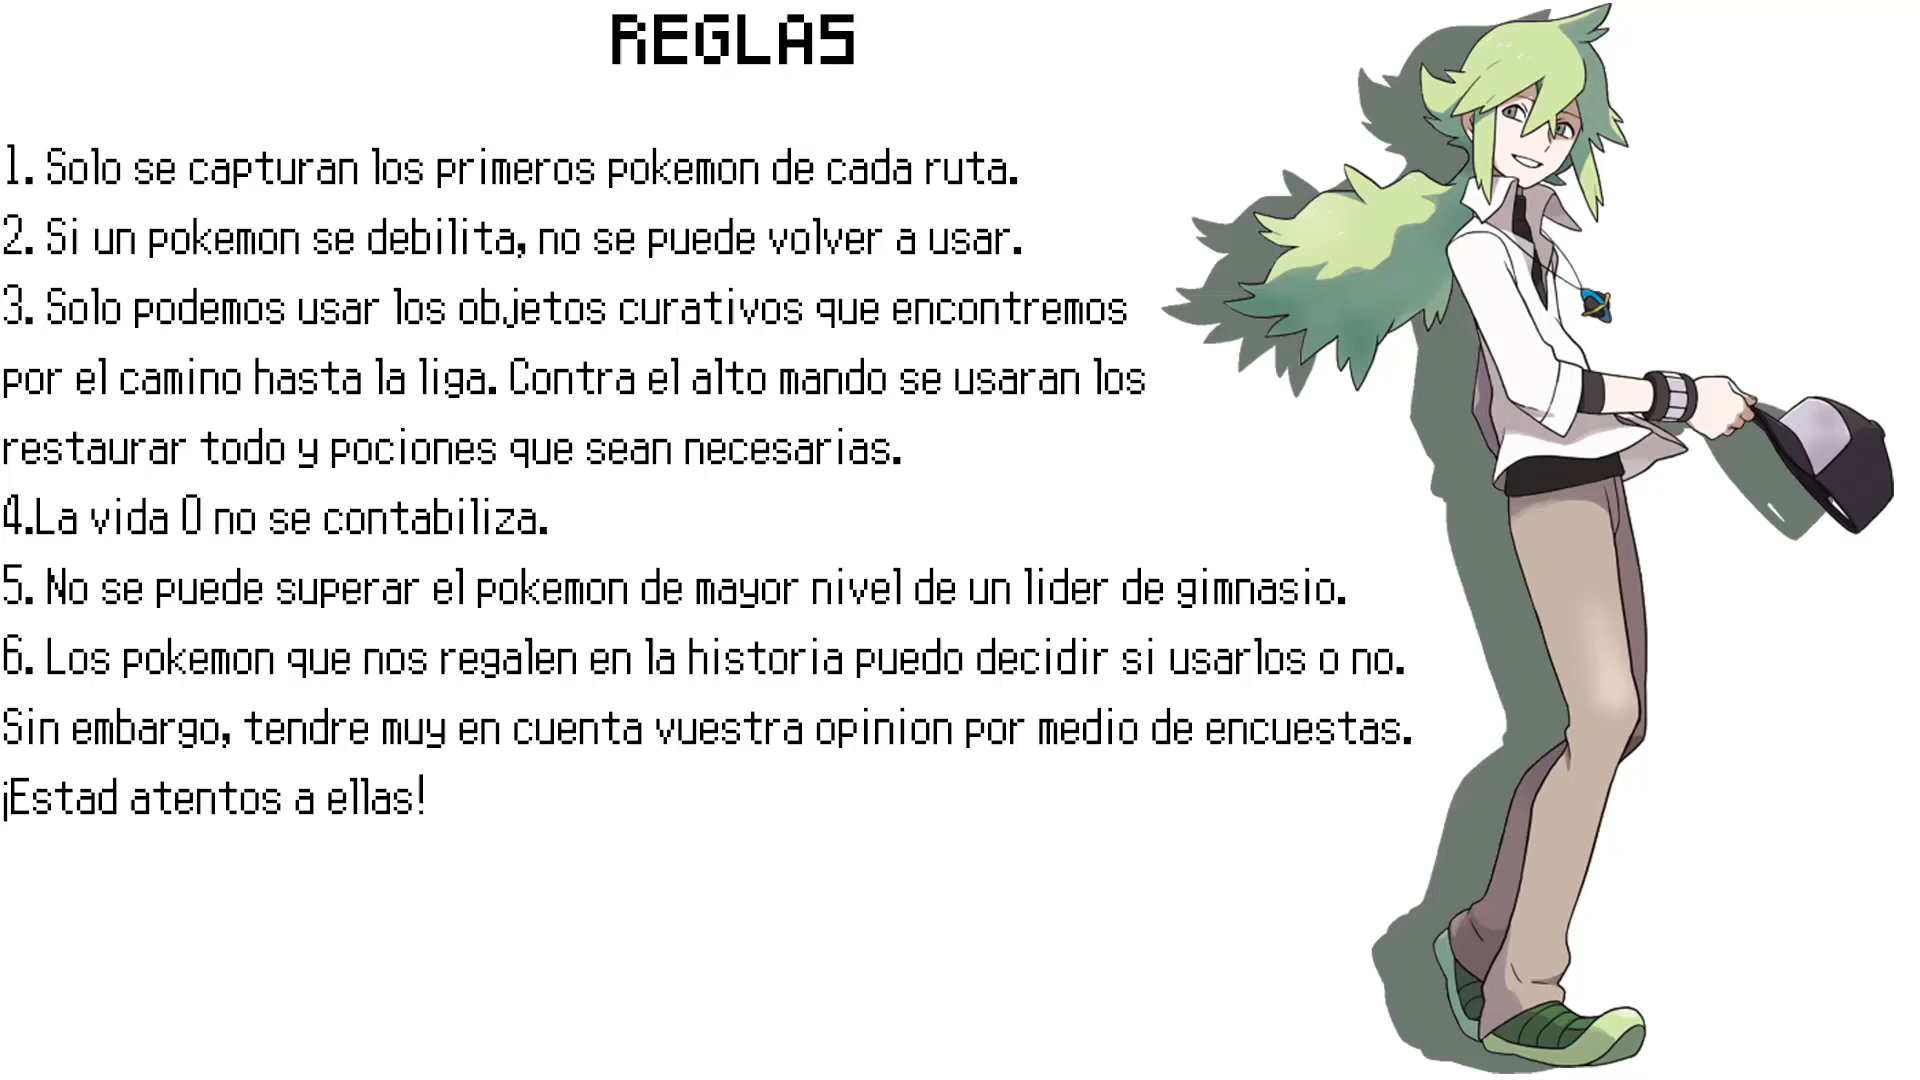 REGLAS
1. Solo se capturan los primeros pokemon de cada ruta.
2. Si un pokemon se debilita, no se puede volver a usar.
3. Solo podemos usar los objetos curativos que encontremos
por el camino hasta la liga. Contra el alto mando se usaran los
restaurar todo y pociones que sean necesarias.
4.La vida 0 no se contabiliza.
5. No se puede superar el pokemon de mayor nivel de un lider de gimnasio.
6. Los pokemon que nos regalen en la historia puedo decidir si usarlos o no.
Sin embargo, tendre muy en cuenta vuestra opinion por medio de encuestas.
¡Estad atentos a ellas!